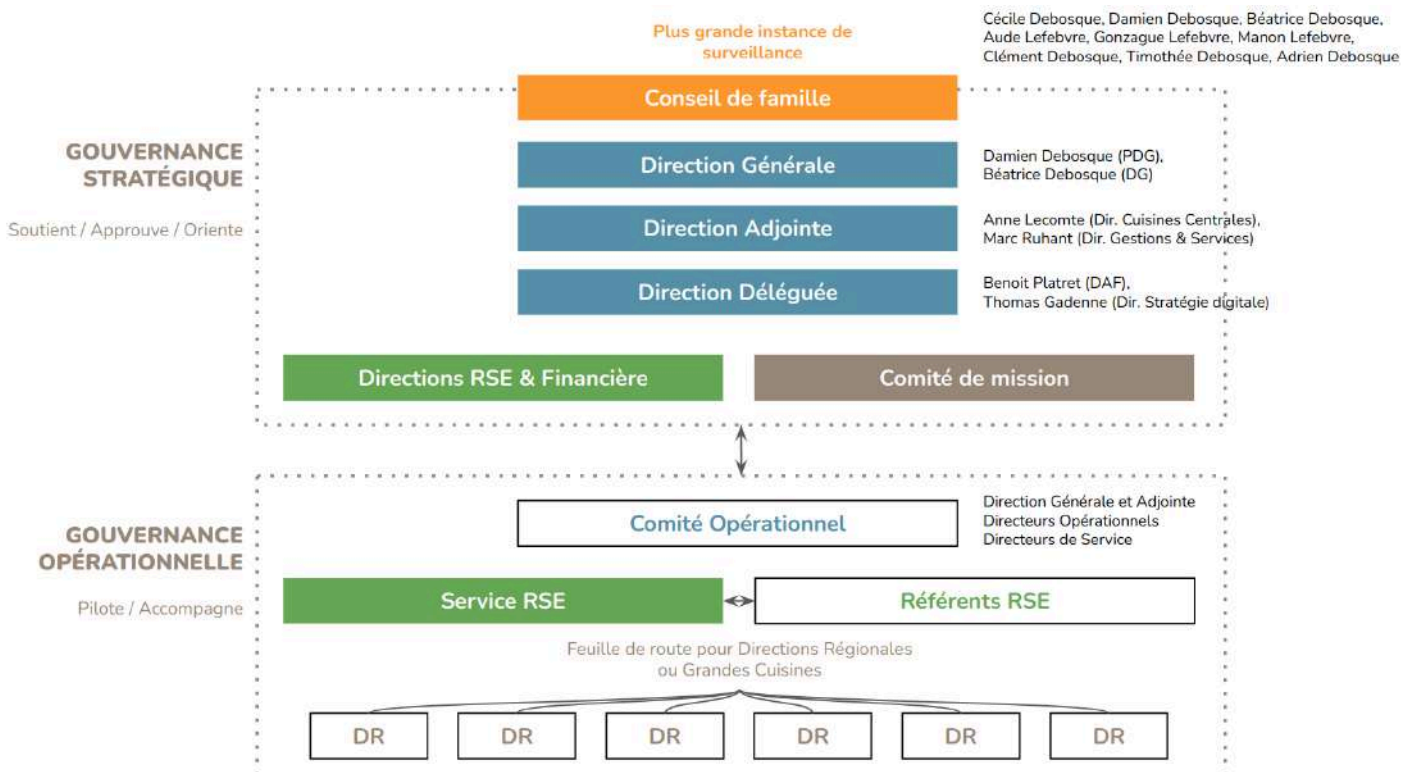 Plus grande instance de
surveillance
Cécile Debosque, Damien Debosque, Béatrice Debosque,
Aude Lefebvre, Gonzague Lefebvre, Manon Lefebvre,
Clément Debosque, Timothée Debosque, Adrien Debosque
Conseil de famille
GOUVERNANCE
STRATÉGIQUE
Soutient / Approuve / Oriente
Direction Générale
Damien Debosque (PDG),
Béatrice Debosque (DG)
Direction Adjointe
Anne Lecomte (Dir. Cuisines Centrales),
Marc Ruhant (Dir. Gestions & Services)
Direction Déléguée
Benoit Platret (DAF),
Thomas Gadenne (Dir. Stratégie digitale)
Directions RSE & Financière
Comité de mission
GOUVERNANCE
OPÉRATIONNELLE
Pilote / Accompagne
Comité Opérationnel
Direction Générale et Adjointe
Directeurs Opérationnels
Directeurs de Service
Service RSE
Référents RSE
Feuille de route pour Directions Régionales
ou Grandes Cuisines
DR
DR
DR
DR
DR
DR